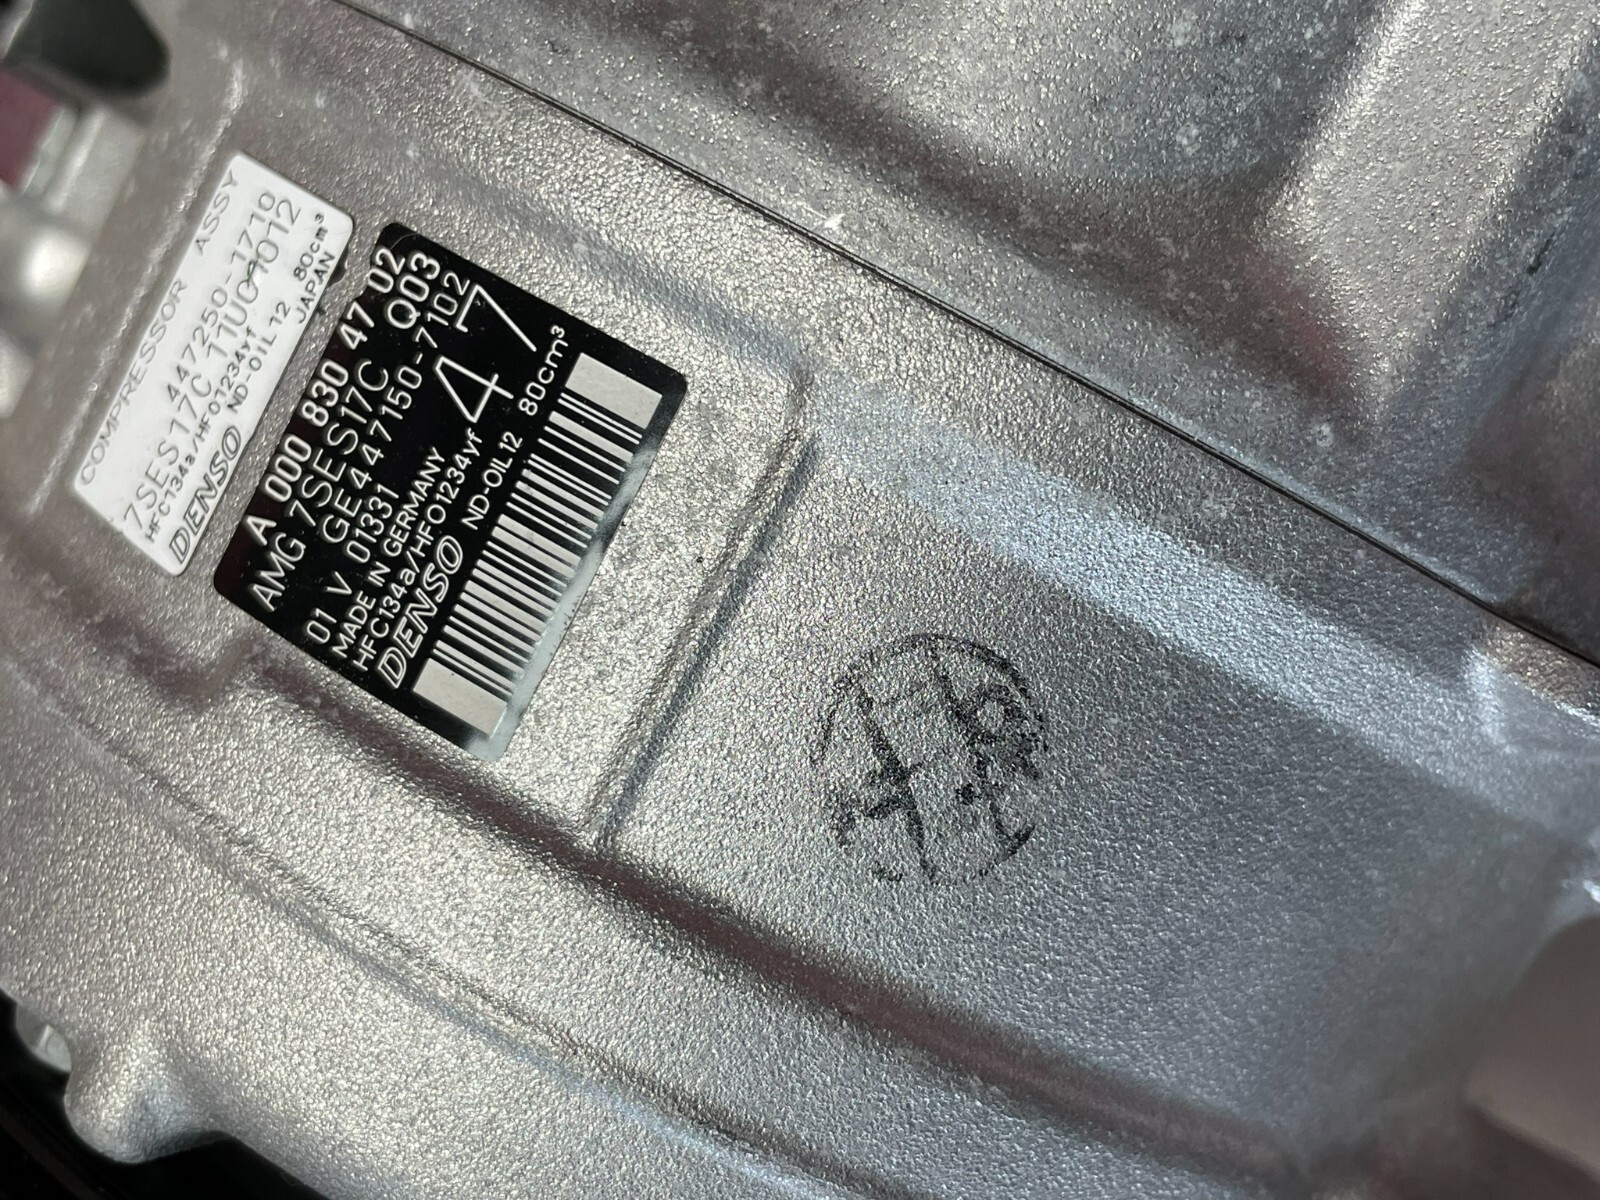 COMPRESSOR ASSY
447250-1710
7SES17C 11U04012
HFC134a/HFO1234yf
DENSO ND-OIL 12 80cm³
JAPAN
A 000 830 47 02
AMG 7SES17C Q03
GE447150-7102
01 V 01331
47
MADE IN GERMANY
HFC134a/HFO1234yf
DENSO ND-OIL 12 80cm³